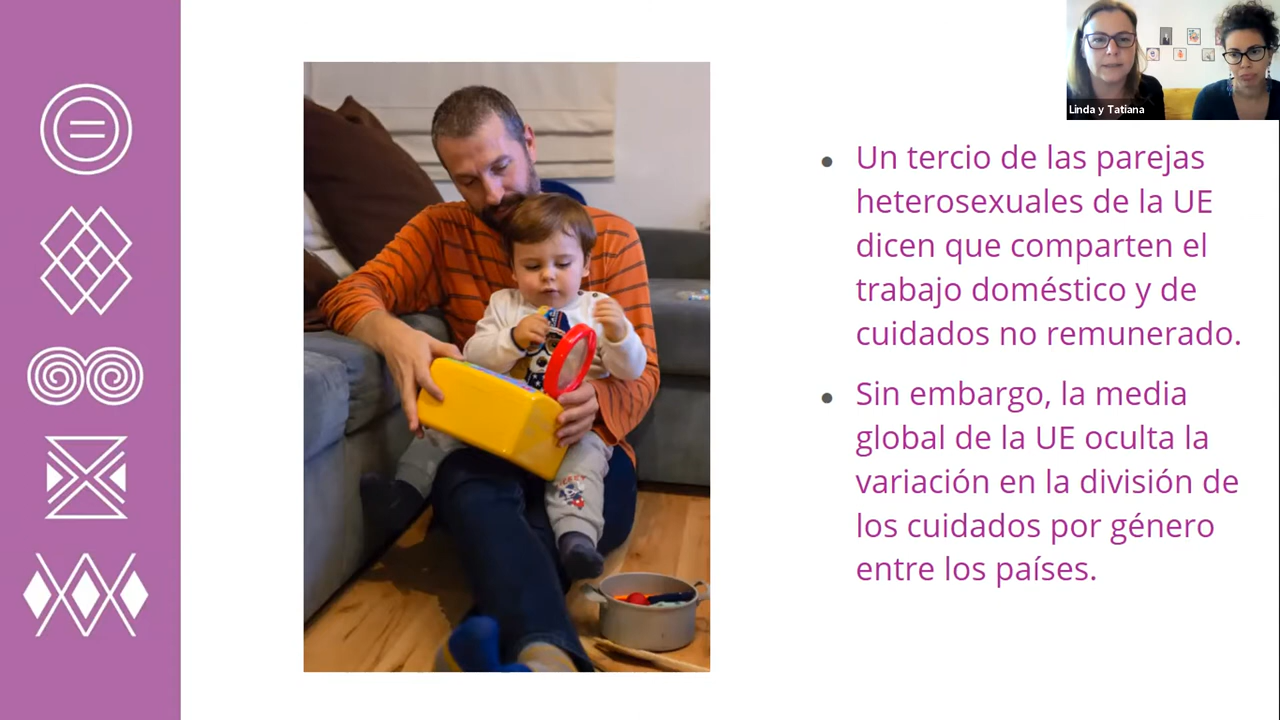 Linda y Tatiana
Un tercio de las parejas
heterosexuales de la UE
dicen que comparten el
trabajo doméstico y de
cuidados no remunerado.
Sin embargo, la media
global de la UE oculta la
variación en la división de
los cuidados por género
entre los países.